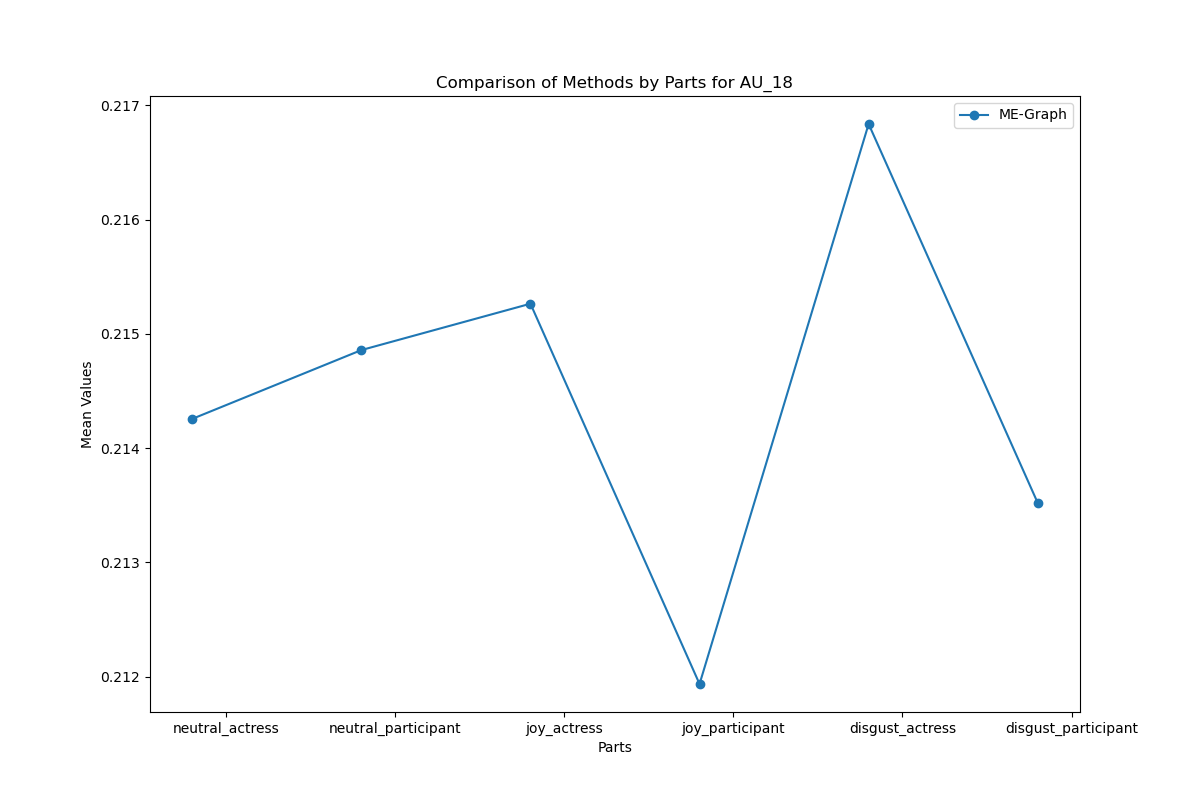 Comparison of Methods by Parts for AU_18
ME-Graph
0.217
0.216
0.215
0.214
0.213
0.212
Mean Values
neutral_actress
neutral_participant
joy_actress
joy_participant
disgust_actress
disgust_participant
Parts